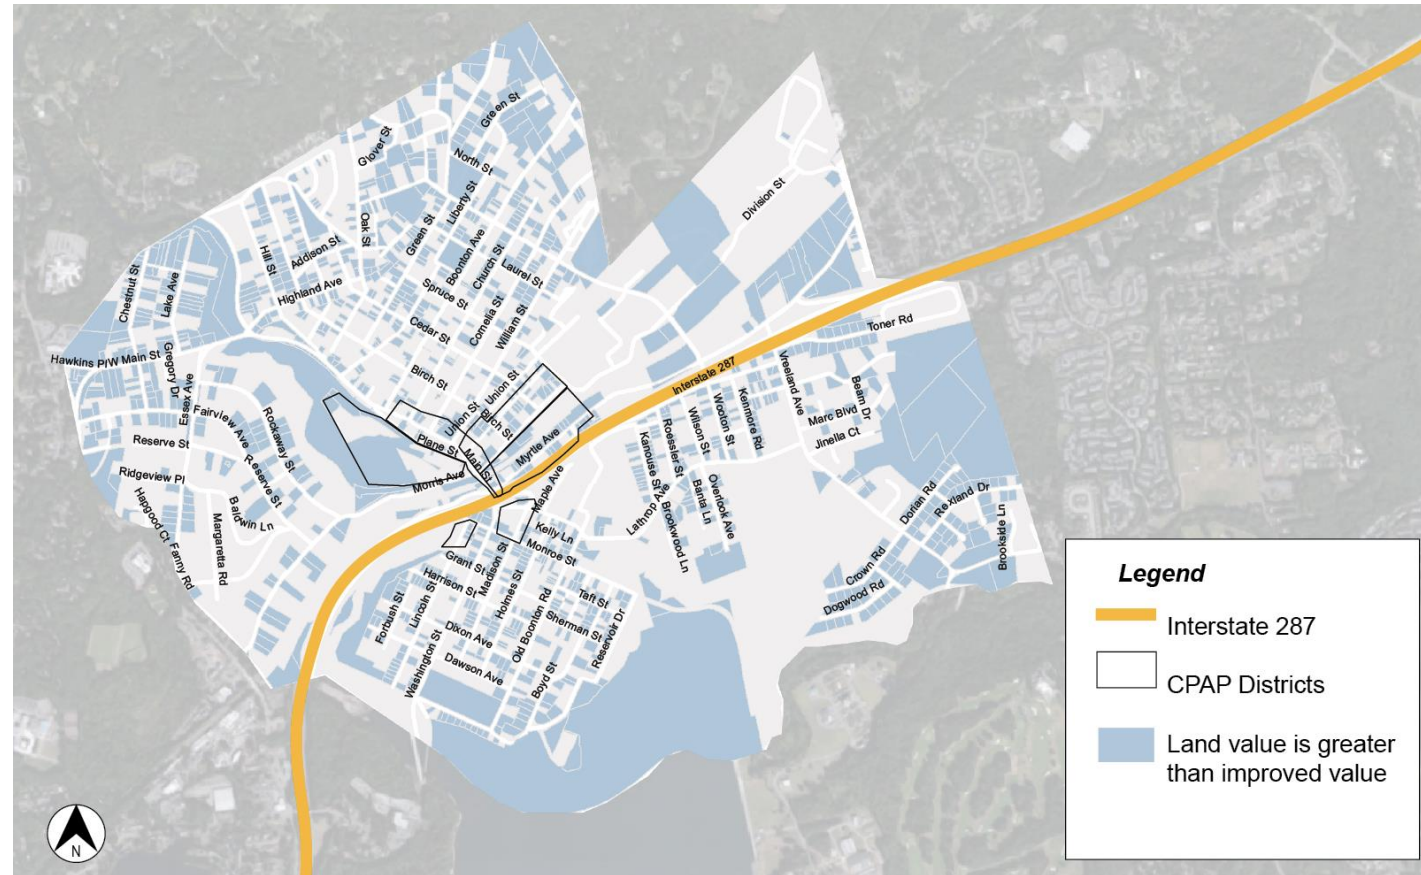 Green St
Glover St
North St
Division St
Liberty St
Oak St
Green St
Addison St
Hill St
Boonton Ave
Church St
Laurel St
Chestnut St
Lake Ave
Highland Ave
Spruce St
Cornelia St
William St
Cedar St
Toner Rd
Hawkins Pl
W Main St
Gregory Dr
Essex Ave
Birch St
Union St
Interstate 287
Vreeland Ave
Beam Dr
Kenmore Rd
Wooton St
Wilson St
Roessler St
Kanouse St
Marc Blvd
Jinella Ct
Fairview Ave
Rockaway St
Union St
Birch St
Reserve St
Plane St
Main St
Myrtle Ave
Reserve St
Ridgeview Pl
Morris Ave
Maple Ave
Lathrop Ave
Banta Ln
Overlook Ave
Brookwood Ln
Dorian Rd
Rexland Dr
Brookside Ln
Hapgood Ct
Fanny Rd
Margaretta Rd
Baldwin Ln
Kelly Ln
Monroe St
Grant St
Madison St
Harrison St
Holmes St
Crown Rd
Dogwood Rd
Forbush St
Lincoln St
Taft St
Old Boonton Rd
Sherman St
Reservoir Dr
Dixon Ave
Washington St
Dawson Ave
Boyd St
Legend
Interstate 287
CPAP Districts
Land value is greater
than improved value
N